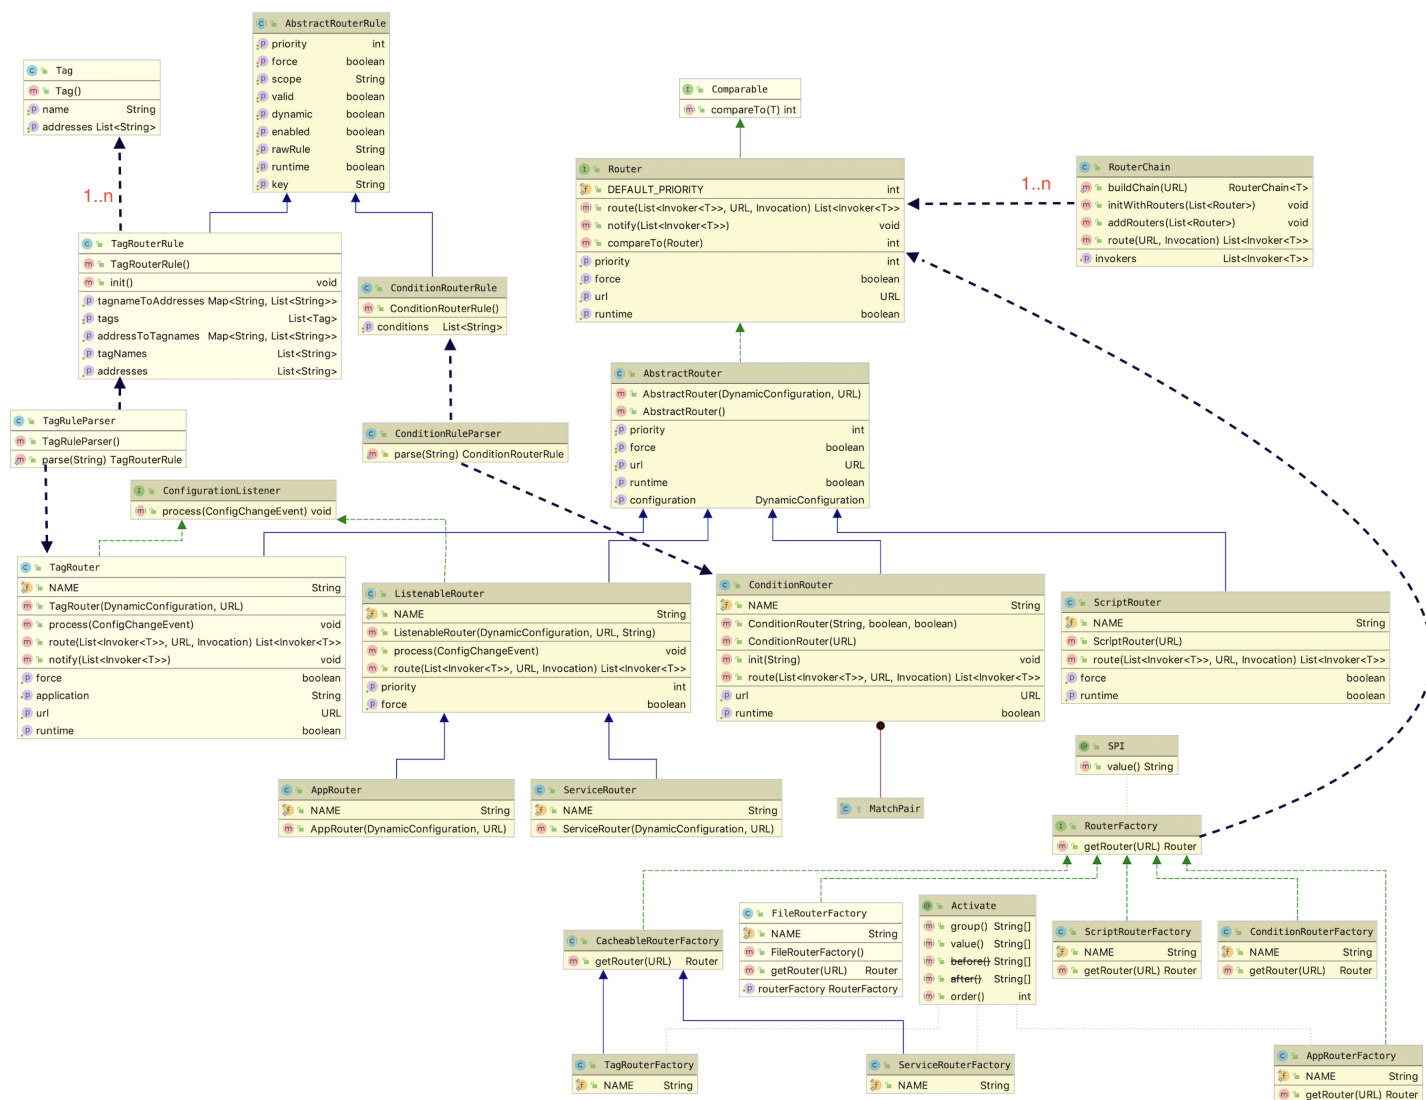 AbstractRouterRule
priority int
force boolean
scope String
valid boolean
dynamic boolean
enabled boolean
rawRule String
runtime boolean
key String
Tag
Tag()
name String
addresses List<String>
1..n
TagRouterRule
TagRouterRule()
init() void
tagnameToAddresses Map<String, List<String>>
tags List<Tag>
addressToTagnames Map<String, List<String>>
tagNames List<String>
addresses List<String>
ConditionRouterRule
ConditionRouterRule()
conditions List<String>
TagRuleParser
TagRuleParser()
parse(String) TagRouterRule
ConditionRuleParser
parse(String) ConditionRouterRule
Comparable
compareTo(T) int
Router
DEFAULT_PRIORITY int
route(List<Invoker<T>>, URL, Invocation) List<Invoker<T>>
notify(List<Invoker<T>>) void
compareTo(Router) int
priority int
force boolean
url URL
runtime boolean
1..n
RouterChain
buildChain(URL) RouterChain<T>
initWithRouters(List<Router>) void
addRouters(List<Router>) void
route(URL, Invocation) List<Invoker<T>>
invokers List<Invoker<T>>
AbstractRouter
AbstractRouter(DynamicConfiguration, URL)
AbstractRouter()
priority int
force boolean
url URL
runtime boolean
configuration DynamicConfiguration
ConfigurationListener
process(ConfigChangeEvent) void
TagRouter
NAME String
TagRouter(DynamicConfiguration, URL)
process(ConfigChangeEvent) void
route(List<Invoker<T>>, URL, Invocation) List<Invoker<T>>
notify(List<Invoker<T>>) void
force boolean
application String
url URL
runtime boolean
ListenableRouter
NAME String
ListenableRouter(DynamicConfiguration, URL, String)
process(ConfigChangeEvent) void
route(List<Invoker<T>>, URL, Invocation) List<Invoker<T>>
priority int
force boolean
ConditionRouter
NAME String
ConditionRouter(String, boolean, boolean)
ConditionRouter(URL)
init(String) void
route(List<Invoker<T>>, URL, Invocation) List<Invoker<T>>
url URL
runtime boolean
ScriptRouter
NAME String
ScriptRouter(URL)
route(List<Invoker<T>>, URL, Invocation) List<Invoker<T>>
force boolean
runtime boolean
AppRouter
NAME String
AppRouter(DynamicConfiguration, URL)
ServiceRouter
NAME String
ServiceRouter(DynamicConfiguration, URL)
MatchPair
SPI
value() String
RouterFactory
getRouter(URL) Router
CacheableRouterFactory
getRouter(URL) Router
FileRouterFactory
NAME String
FileRouterFactory()
getRouter(URL) Router
routerFactory RouterFactory
Activate
group() String[]
value() String[]
before() String[]
after() String[]
order() int
ScriptRouterFactory
NAME String
getRouter(URL) Router
ConditionRouterFactory
NAME String
getRouter(URL) Router
TagRouterFactory
NAME String
ServiceRouterFactory
NAME String
AppRouterFactory
NAME String
getRouter(URL) Router